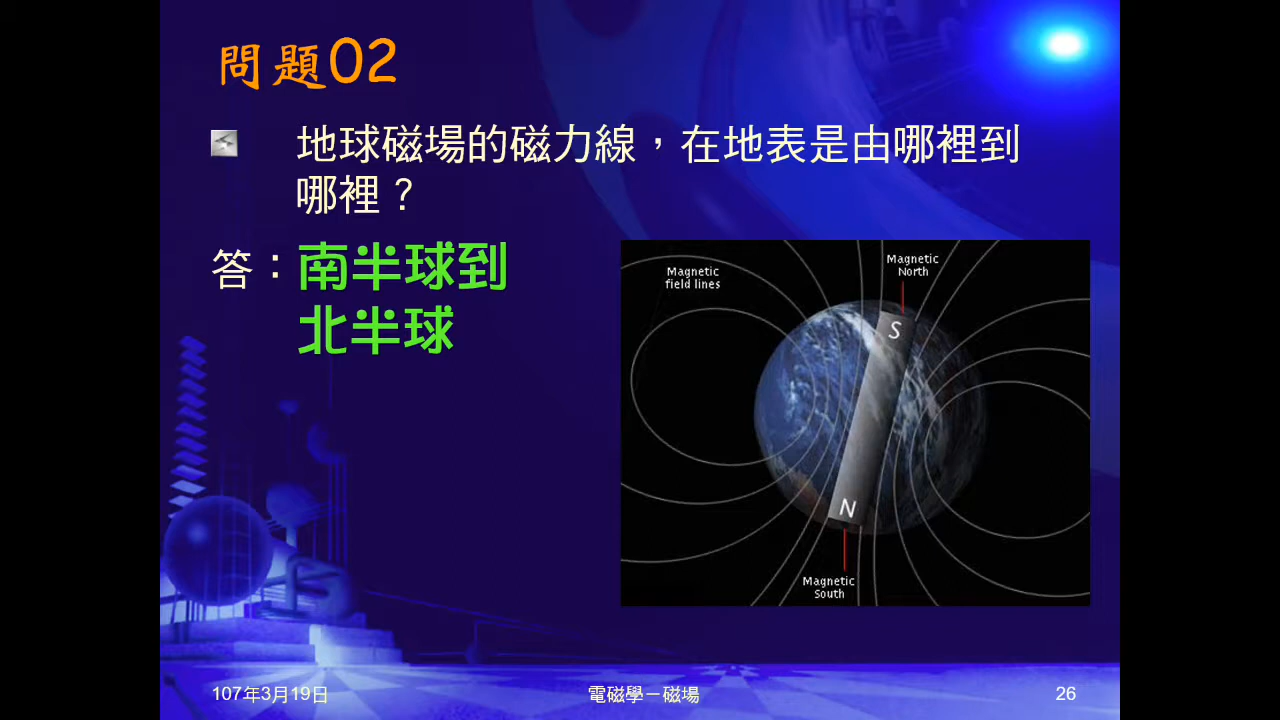 問題02
地球磁場的磁力線，在地表是由哪裡到
哪裡？
答：南半球到
北半球
Magnetic
field lines
Magnetic
North
S
N
Magnetic
South
107年3月19日
電磁學－磁場
26